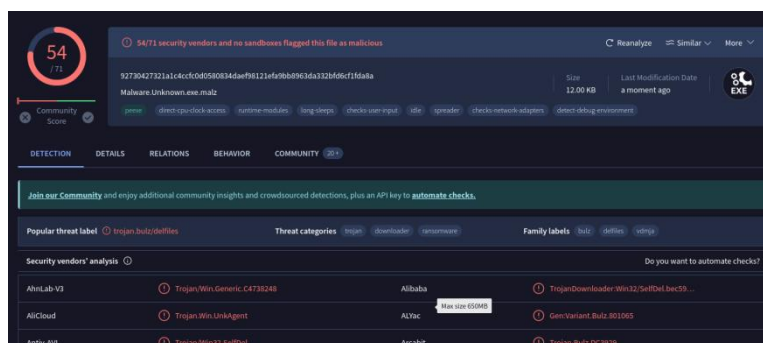 54/71 security vendors and no sandboxes flagged this file as malicious
Reanalyze Similar More
54
/71
92730427321a1c4ccfc0d0580834daef98121efa9bb8963da332bfd6cf1fda8a
Malware.Unknown.exe.malz
Size
12.00 KB
Last Modification Date
a moment ago
EXE
Community
Score
peexe direct-cpu-clock-access runtime-modules long-sleeps checks-user-input idle spreader checks-network-adapters detect-debug-environment
DETECTION DETAILS RELATIONS BEHAVIOR COMMUNITY 20+
Join our Community and enjoy additional community insights and crowdsourced detections, plus an API key to automate checks.
Popular threat label trojan.bulz/delfiles Threat categories trojan downloader ransomware Family labels bulz delfiles vdmja
Security vendors' analysis Do you want to automate checks?
AhnLab-V3 Trojan/Win.Generic.C4738248 Alibaba TrojanDownloader:Win32/SelfDel.bec59...
Max size 650MB
AliCloud Trojan.Win.UnkAgent ALYac Gen:Variant.Bulz.801065